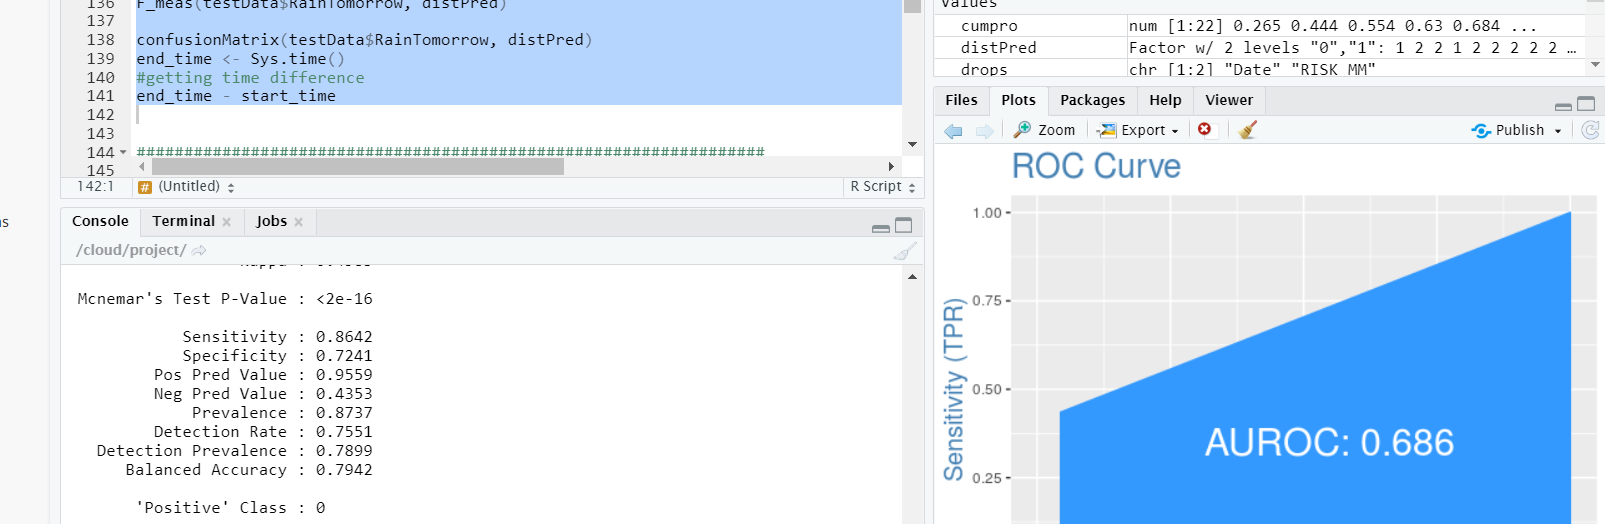 136 F_meas(testData$RainTomorrow, distPred)
137
138 confusionMatrix(testData$RainTomorrow, distPred)
139 end_time <- Sys.time()
140 #getting time difference
141 end_time - start_time
142
143
144 ##################################################################
145
142:1 # (Untitled) R Script
Console Terminal Jobs
/cloud/project/
Mcnemar's Test P-Value : <2e-16
Sensitivity : 0.8642
Specificity : 0.7241
Pos Pred Value : 0.9559
Neg Pred Value : 0.4353
Prevalence : 0.8737
Detection Rate : 0.7551
Detection Prevalence : 0.7899
Balanced Accuracy : 0.7942
'Positive' Class : 0
Values
cumpro num [1:22] 0.265 0.444 0.554 0.63 0.684 ...
distPred Factor w/ 2 levels "0","1": 1 2 2 1 2 2 2 2 2 …
drops chr [1:2] "Date" "RISK_MM"
Files Plots Packages Help Viewer
Zoom Export Publish
ROC Curve
1.00
0.75
0.50
0.25
Sensitivity (TPR)
AUROC: 0.686